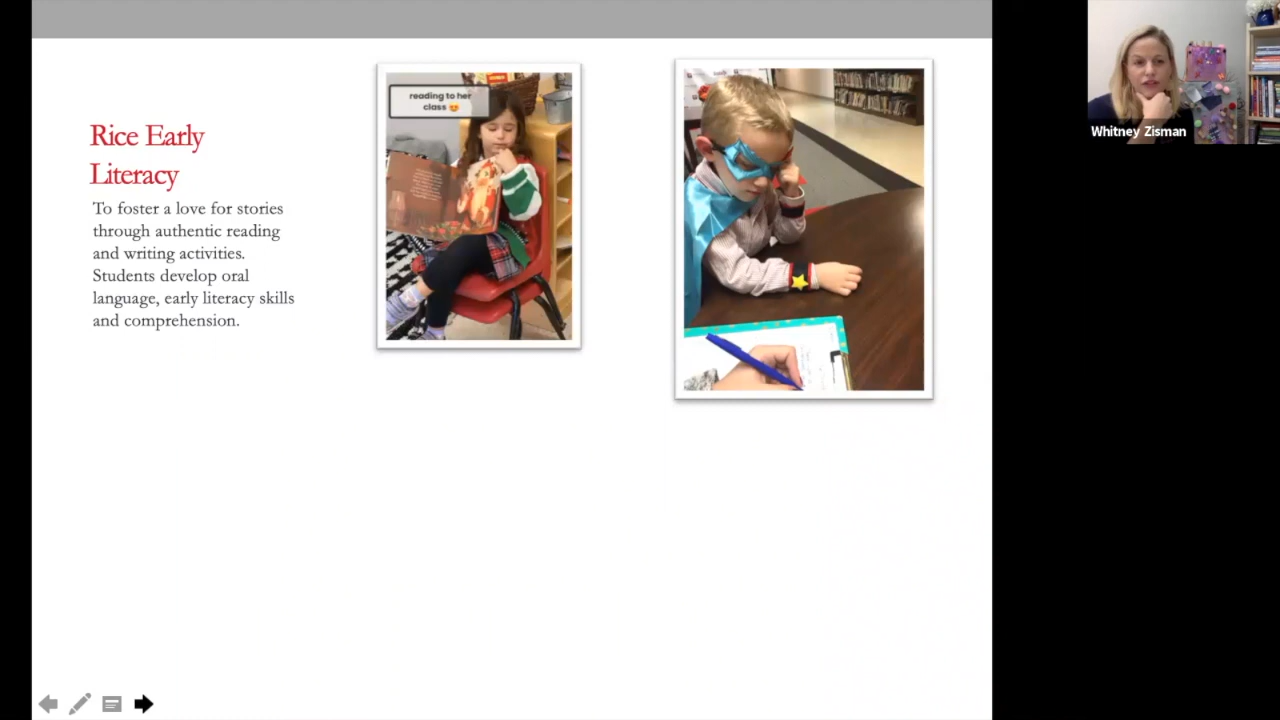 Rice Early
Literacy
To foster a love for stories
through authentic reading
and writing activities.
Students develop oral
language, early literacy skills
and comprehension.
reading to her
class 😍
Whitney Zisman